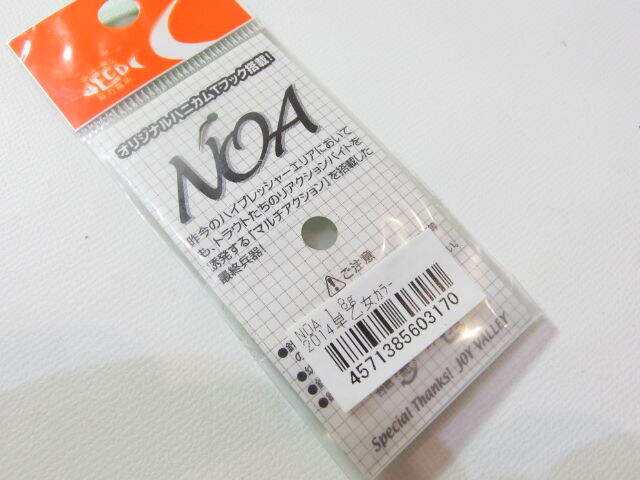 オリジナルハニカムTフック搭載!
NOA
昨今のハイプレッシャーエリアにおいて
も、トラウトたちのリアクションバイトを
誘発する「マルチアクション」を搭載した
最終兵器
ご注意
NOA 1.8g
2014早乙女カラー
4571385603170
Special Thanks! JOY VALLEY